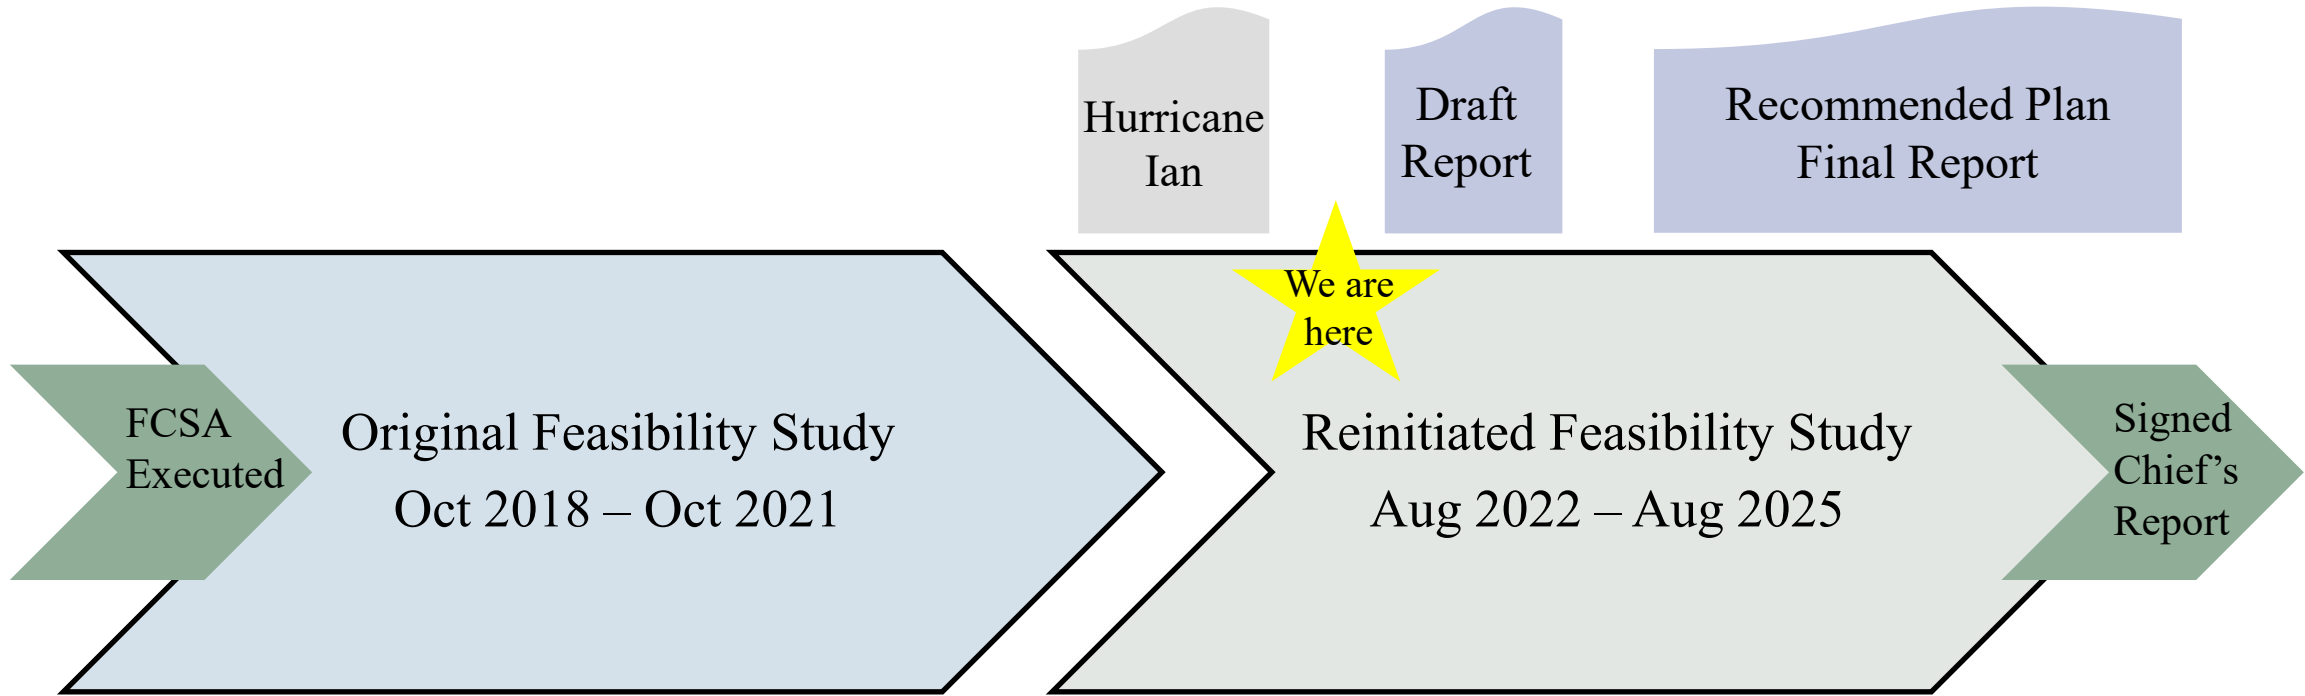 Hurricane
Ian
Draft
Report
Recommended Plan
Final Report
We are
here
FCSA
Executed
Original Feasibility Study
Oct 2018 – Oct 2021
Reinitiated Feasibility Study
Aug 2022 – Aug 2025
Signed
Chief’s
Report